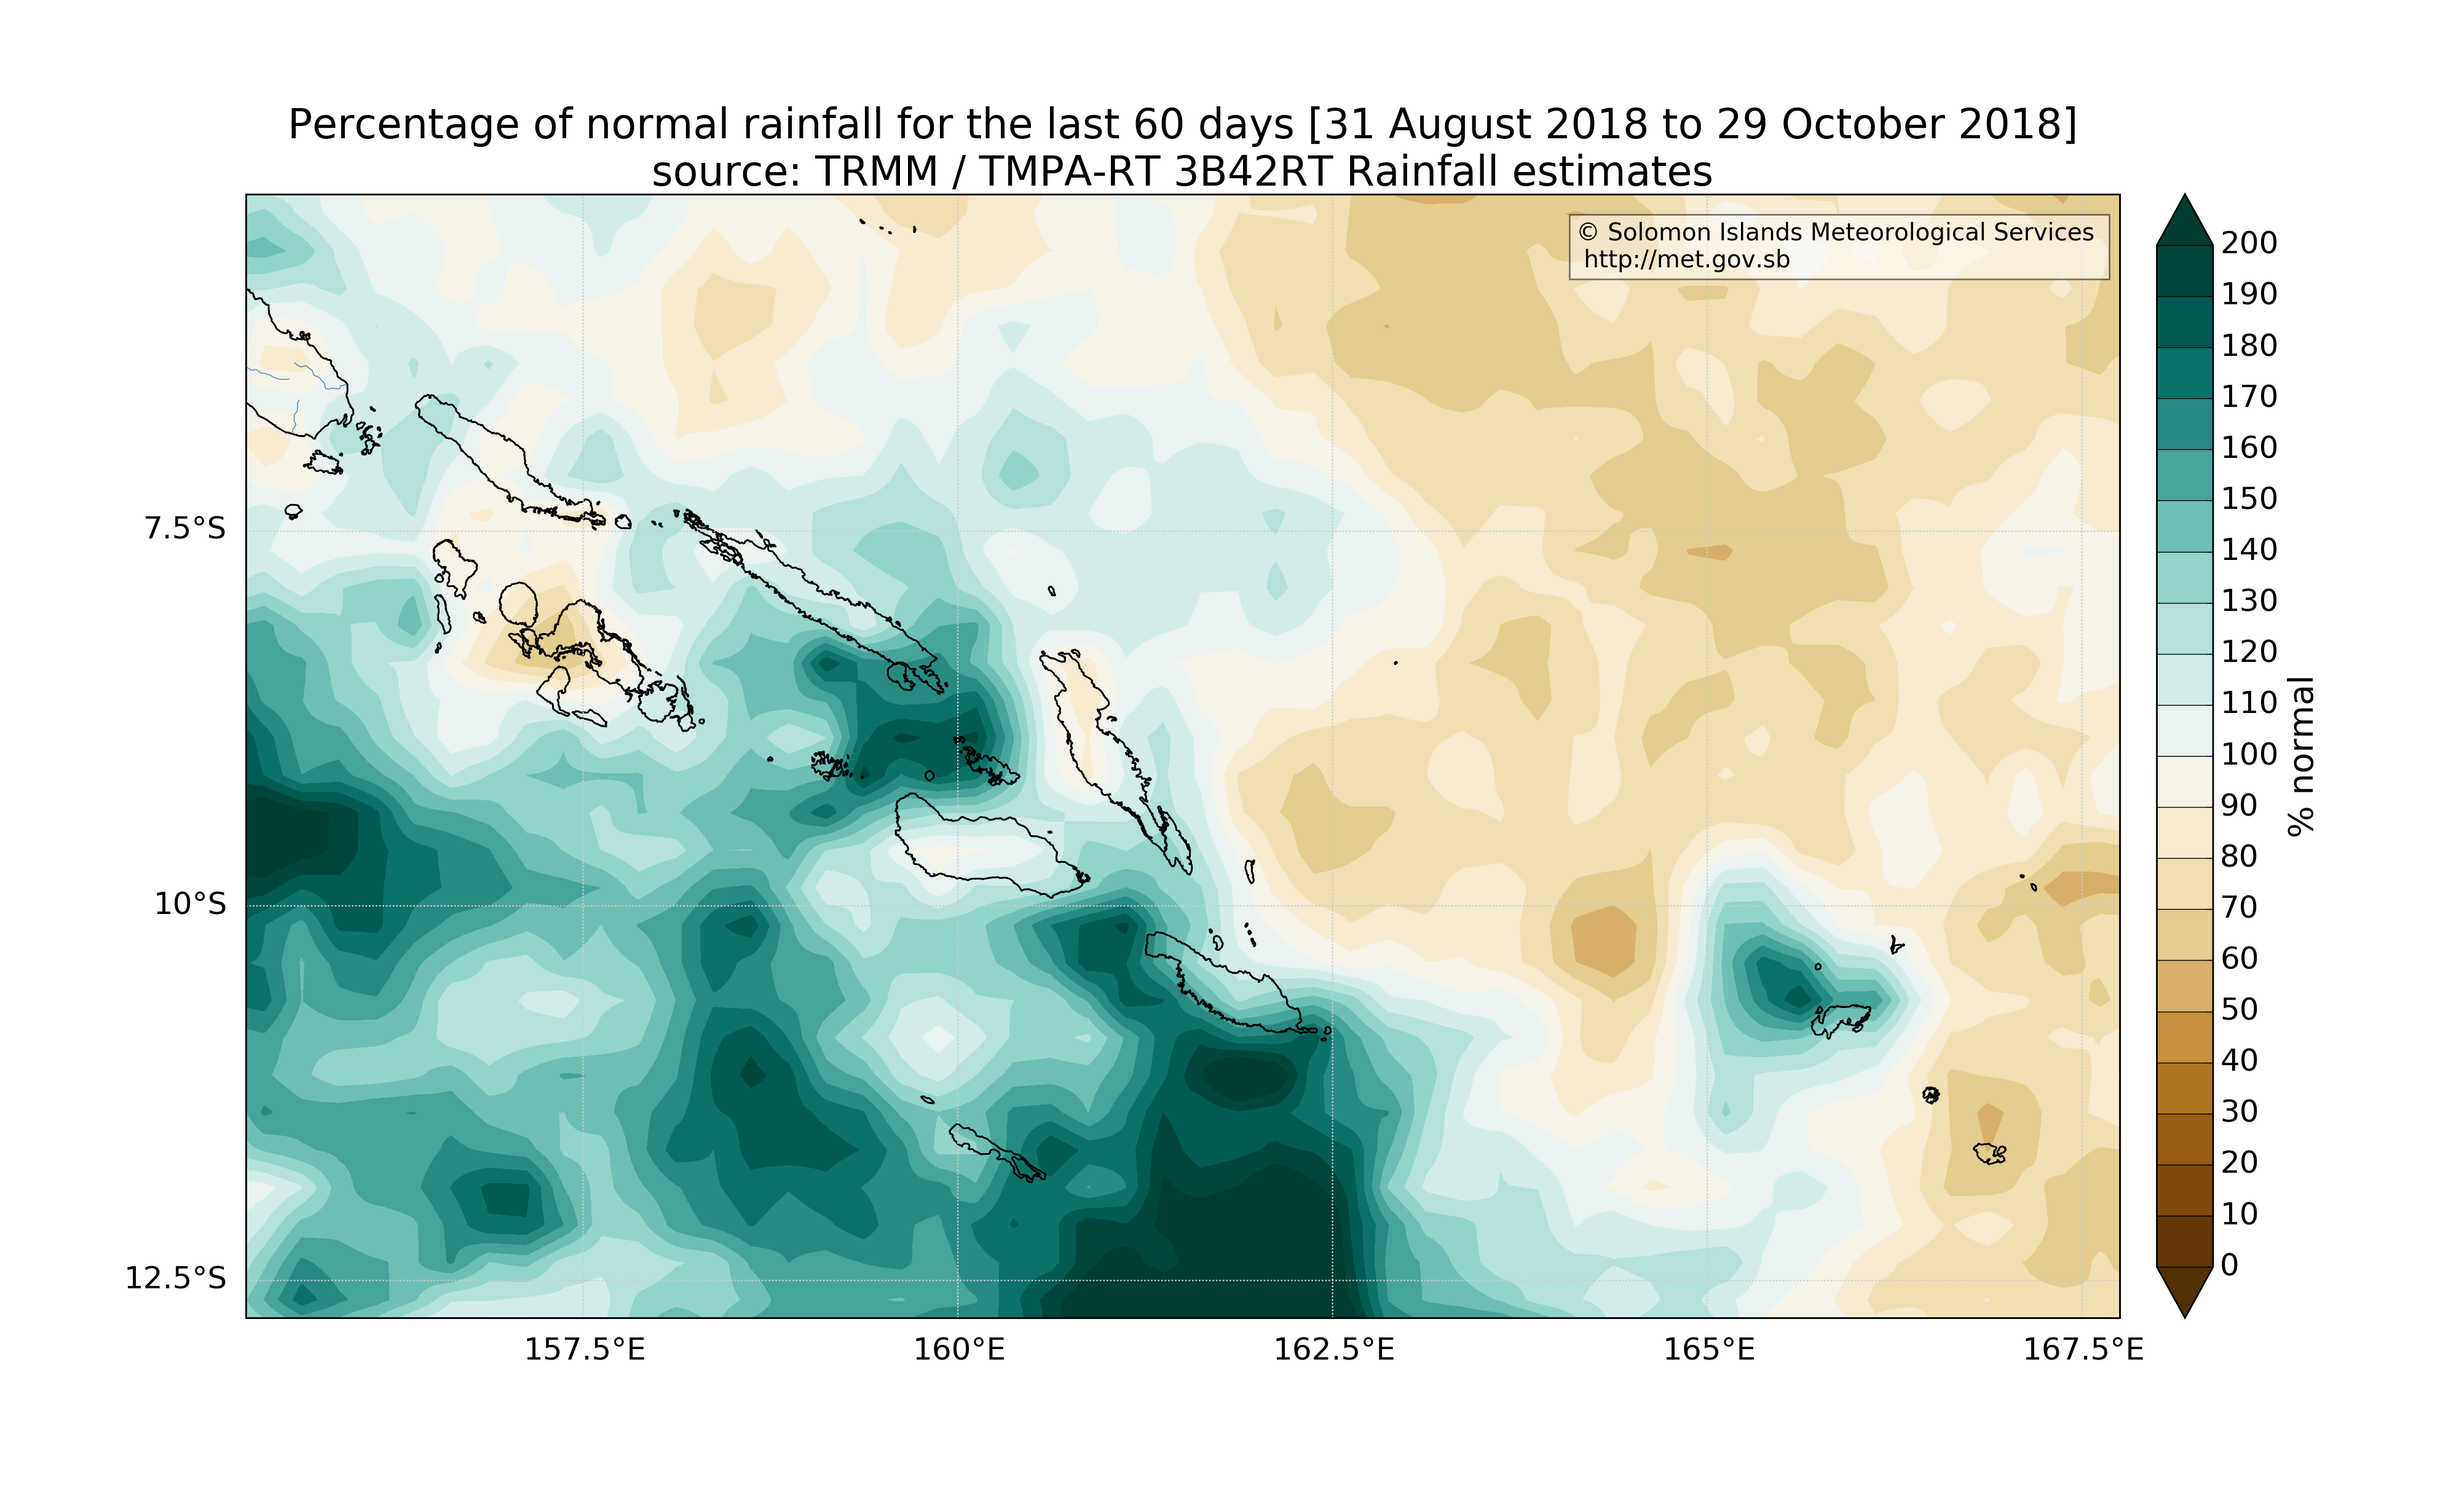 Percentage of normal rainfall for the last 60 days [31 August 2018 to 29 October 2018]
source: TRMM / TMPA-RT 3B42RT Rainfall estimates
© Solomon Islands Meteorological Services
http://met.gov.sb
7.5°S
10°S
12.5°S
157.5°E
160°E
162.5°E
165°E
167.5°E
200
190
180
170
160
150
140
130
120
110
100
90
80
70
60
50
40
30
20
10
0
% normal